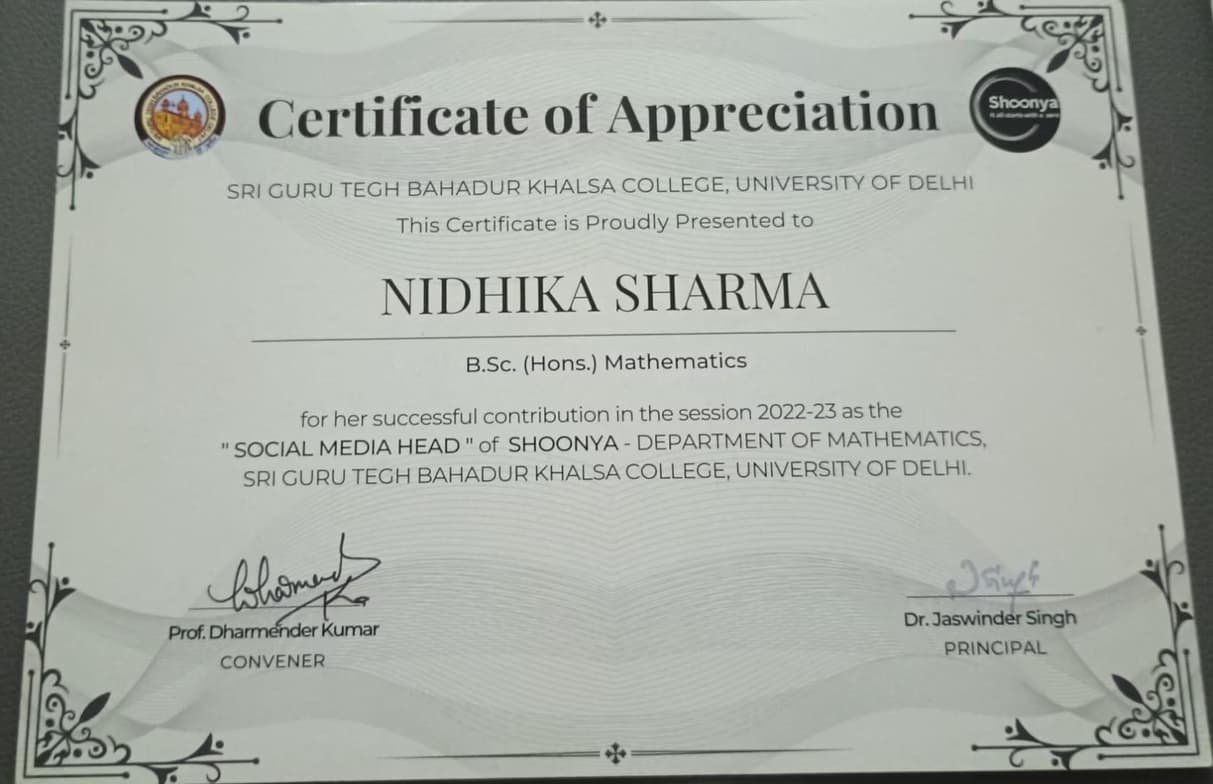 Certificate of Appreciation
Shoonya
SRI GURU TEGH BAHADUR KHALSA COLLEGE, UNIVERSITY OF DELHI
This Certificate is Proudly Presented to
NIDHIKA SHARMA
B.Sc. (Hons.) Mathematics
for her successful contribution in the session 2022-23 as the
" SOCIAL MEDIA HEAD " of SHOONYA - DEPARTMENT OF MATHEMATICS,
SRI GURU TEGH BAHADUR KHALSA COLLEGE, UNIVERSITY OF DELHI.
Prof. Dharmender Kumar
CONVENER
Dr. Jaswinder Singh
PRINCIPAL